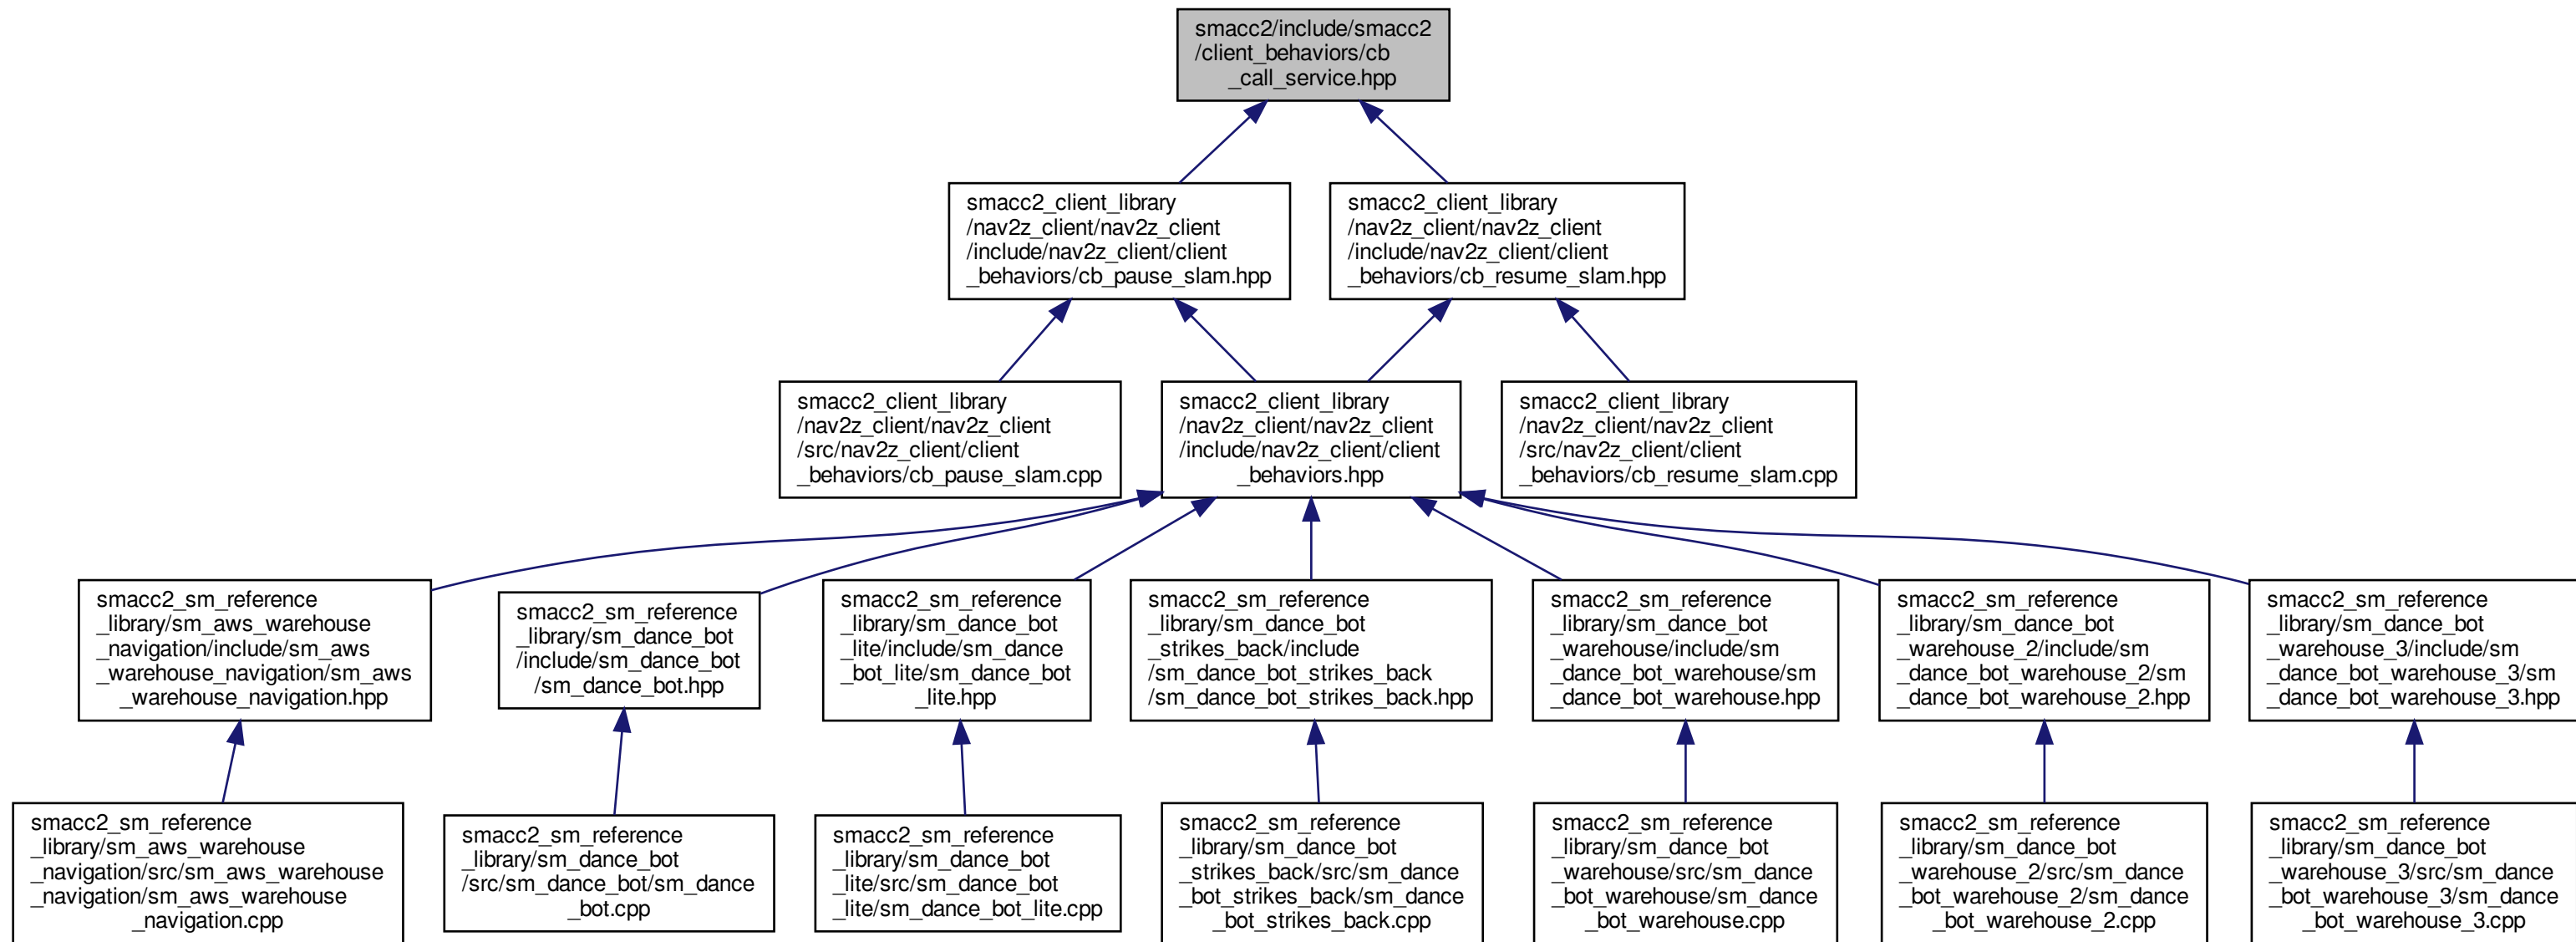 smacc2/include/smacc2
/client_behaviors/cb
_call_service.hpp
smacc2_client_library
/nav2z_client/nav2z_client
/include/nav2z_client/client
_behaviors/cb_pause_slam.hpp
smacc2_client_library
/nav2z_client/nav2z_client
/include/nav2z_client/client
_behaviors/cb_resume_slam.hpp
smacc2_client_library
/nav2z_client/nav2z_client
/src/nav2z_client/client
_behaviors/cb_pause_slam.cpp
smacc2_client_library
/nav2z_client/nav2z_client
/include/nav2z_client/client
_behaviors.hpp
smacc2_client_library
/nav2z_client/nav2z_client
/src/nav2z_client/client
_behaviors/cb_resume_slam.cpp
smacc2_sm_reference
_library/sm_aws_warehouse
_navigation/include/sm_aws
_warehouse_navigation/sm_aws
_warehouse_navigation.hpp
smacc2_sm_reference
_library/sm_dance_bot
/include/sm_dance_bot
/sm_dance_bot.hpp
smacc2_sm_reference
_library/sm_dance_bot
_lite/include/sm_dance
_bot_lite/sm_dance_bot
_lite.hpp
smacc2_sm_reference
_library/sm_dance_bot
_strikes_back/include
/sm_dance_bot_strikes_back
/sm_dance_bot_strikes_back.hpp
smacc2_sm_reference
_library/sm_dance_bot
_warehouse/include/sm
_dance_bot_warehouse/sm
_dance_bot_warehouse.hpp
smacc2_sm_reference
_library/sm_dance_bot
_warehouse_2/include/sm
_dance_bot_warehouse_2/sm
_dance_bot_warehouse_2.hpp
smacc2_sm_reference
_library/sm_dance_bot
_warehouse_3/include/sm
_dance_bot_warehouse_3/sm
_dance_bot_warehouse_3.hpp
smacc2_sm_reference
_library/sm_aws_warehouse
_navigation/src/sm_aws_warehouse
_navigation/sm_aws_warehouse
_navigation.cpp
smacc2_sm_reference
_library/sm_dance_bot
/src/sm_dance_bot/sm_dance
_bot.cpp
smacc2_sm_reference
_library/sm_dance_bot
_lite/src/sm_dance_bot
_lite/sm_dance_bot_lite.cpp
smacc2_sm_reference
_library/sm_dance_bot
_strikes_back/src/sm_dance
_bot_strikes_back/sm_dance
_bot_strikes_back.cpp
smacc2_sm_reference
_library/sm_dance_bot
_warehouse/src/sm_dance
_bot_warehouse/sm_dance
_bot_warehouse.cpp
smacc2_sm_reference
_library/sm_dance_bot
_warehouse_2/src/sm_dance
_bot_warehouse_2/sm_dance
_bot_warehouse_2.cpp
smacc2_sm_reference
_library/sm_dance_bot
_warehouse_3/src/sm_dance
_bot_warehouse_3/sm_dance
_bot_warehouse_3.cpp